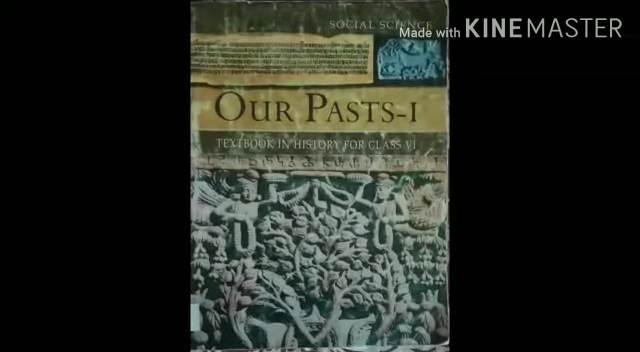 SOCIAL SCIENCE
Made with KINEMASTER
OUR PASTS-I
TEXTBOOK IN HISTORY FOR CLASS VI